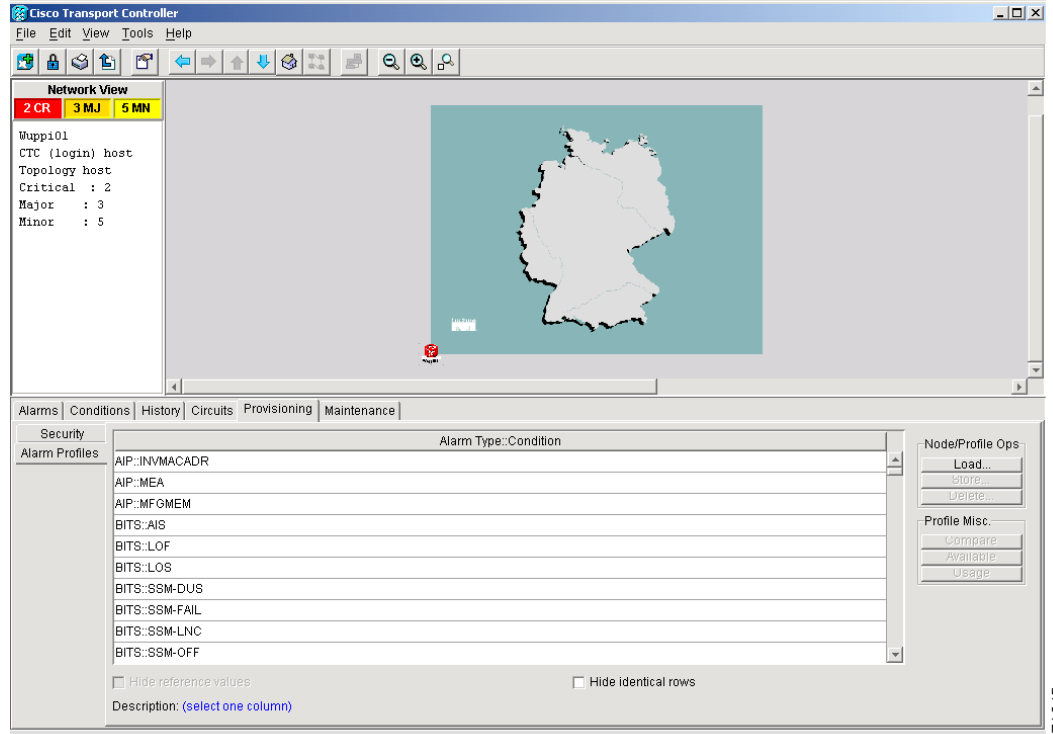 Cisco Transport Controller
File Edit View Tools Help
Network View
2 CR 3 MJ 5 MN
Wuppi01
CTC (login) host
Topology host
Critical : 2
Major : 3
Minor : 5
Alarms Conditions History Circuits Provisioning Maintenance
Security
Alarm Profiles
Alarm Type::Condition
AIP::INVMACADR
AIP::MEA
AIP::MFGMEM
BITS::AIS
BITS::LOF
BITS::LOS
BITS::SSM-DUS
BITS::SSM-FAIL
BITS::SSM-LNC
BITS::SSM-OFF
Node/Profile Ops
Load...
Store...
Delete...
Profile Misc.
Compare
Available
Usage
Hide reference values
Hide identical rows
Description: (select one column)